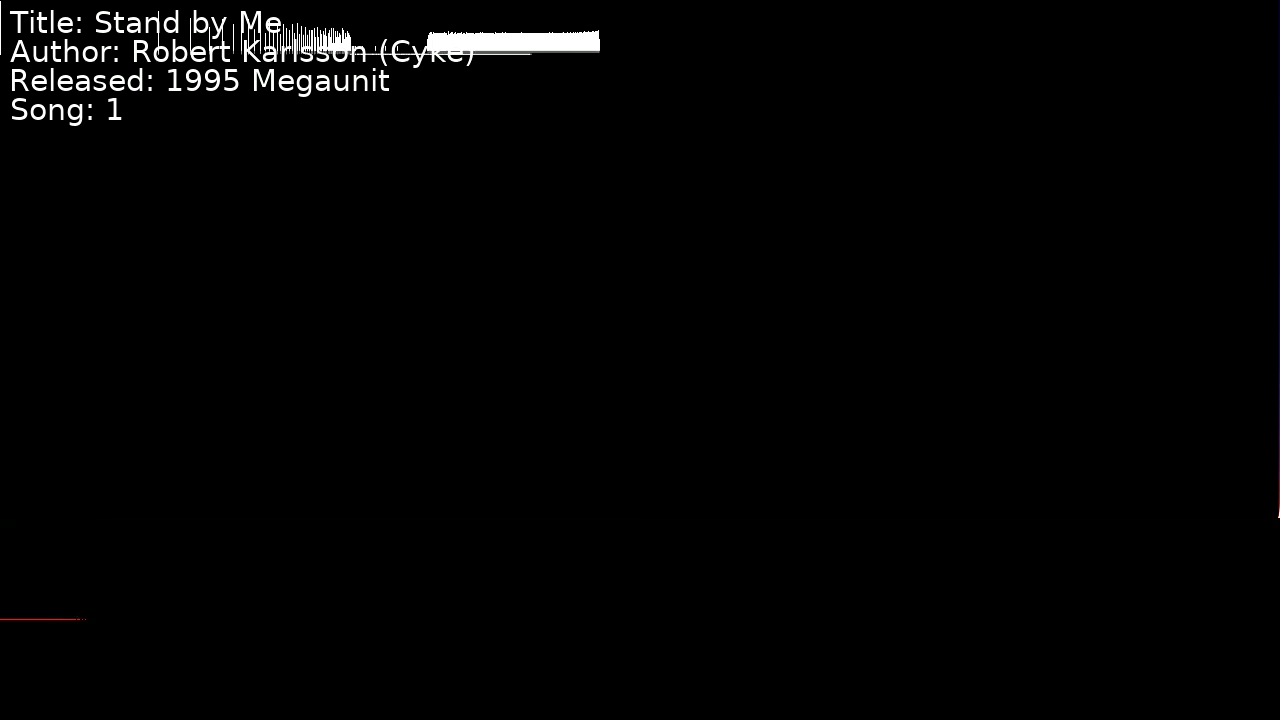 Title: Stand by Me
Author: Robert Karlsson (Cyke)
Released: 1995 Megaunit
Song: 1